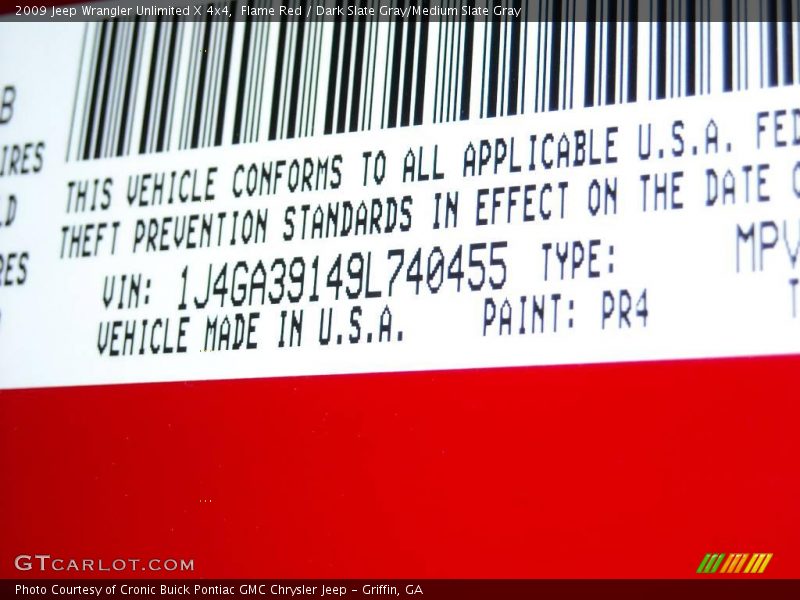 2009 Jeep Wrangler Unlimited X 4x4, Flame Red / Dark Slate Gray/Medium Slate Gray
THIS VEHICLE CONFORMS TO ALL APPLICABLE U.S.A. FED
THEFT PREVENTION STANDARDS IN EFFECT ON THE DATE
VIN: 1J4GA39149L740455 TYPE: MPV
VEHICLE MADE IN U.S.A. PAINT: PR4
GTCARLOT.COM
Photo Courtesy of Cronic Buick Pontiac GMC Chrysler Jeep - Griffin, GA